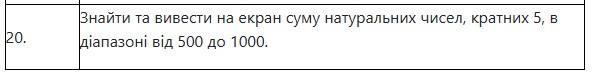 20.
Знайти та вивести на екран суму натуральних чисел, кратних 5, в
діапазоні від 500 до 1000.